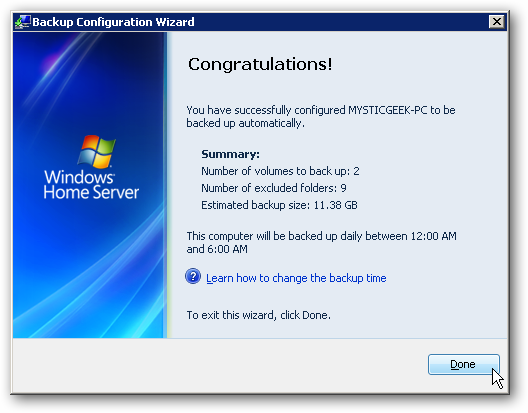 Backup Configuration Wizard
Congratulations!
You have successfully configured MYSTICGEEK-PC to be
backed up automatically.
Summary:
Number of volumes to back up: 2
Number of excluded folders: 9
Estimated backup size: 11.38 GB
This computer will be backed up daily between 12:00 AM
and 6:00 AM
? Learn how to change the backup time
To exit this wizard, click Done.
Windows
Home Server
Done